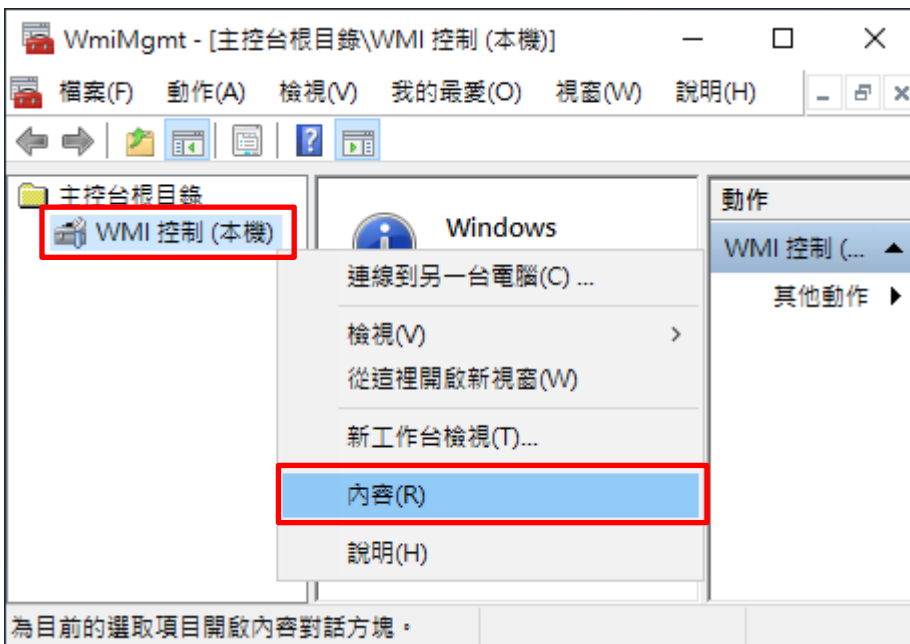 WmiMgmt - [主控台根目錄\WMI 控制 (本機)]
檔案(F) 動作(A) 檢視(V) 我的最愛(O) 視窗(W) 說明(H)
主控台根目錄
WMI 控制 (本機)
Windows
連線到另一台電腦(C) ...
檢視(V)
從這裡開啟新視窗(W)
新工作台檢視(T)...
內容(R)
說明(H)
動作
WMI 控制 (...
其他動作
為目前的選取項目開啟內容對話方塊。